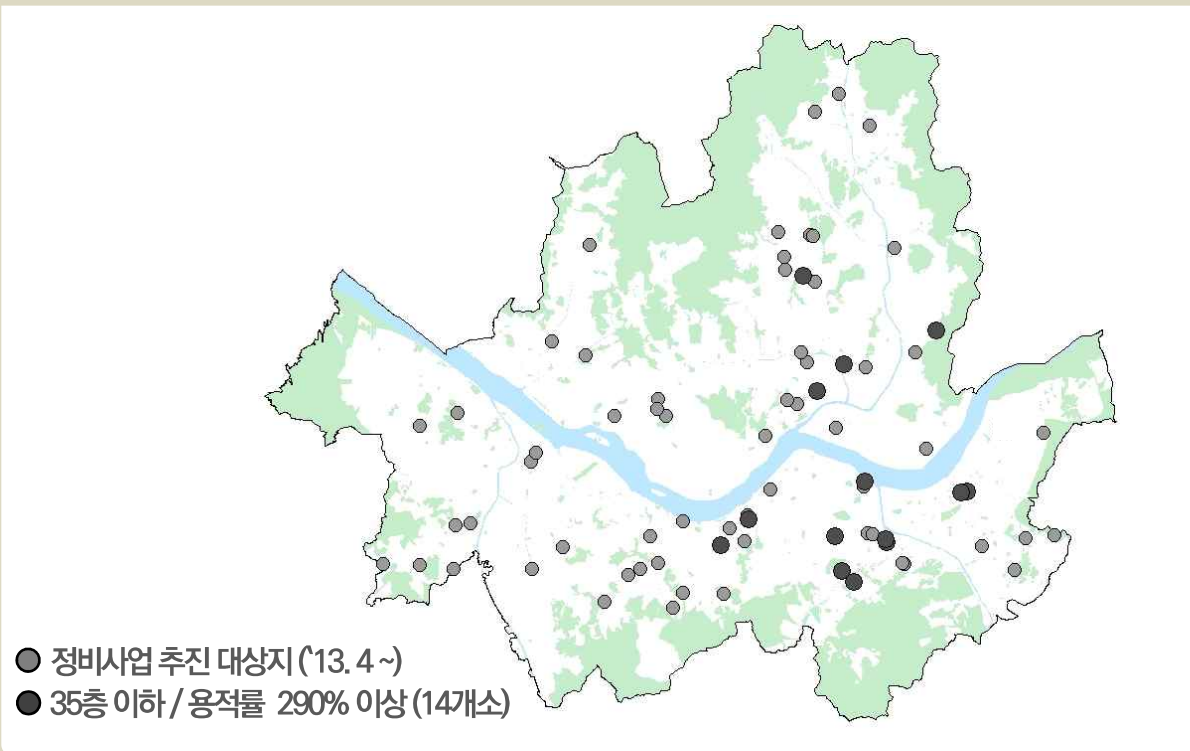 정비사업 추진 대상지 (‘13. 4 ~)
35층 이하 / 용적률 290% 이상 (14개소)